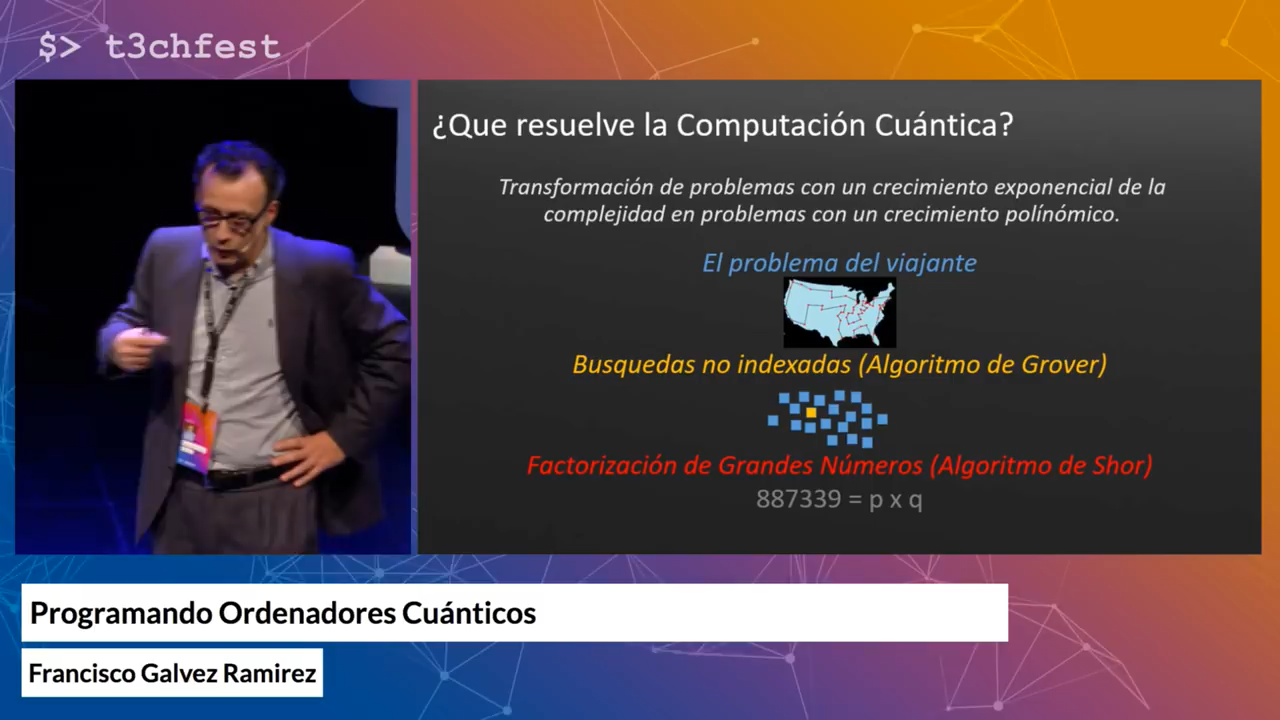 $> t3chfest
¿Que resuelve la Computación Cuántica?
Transformación de problemas con un crecimiento exponencial de la
complejidad en problemas con un crecimiento polínómico.
El problema del viajante
Busquedas no indexadas (Algoritmo de Grover)
Factorización de Grandes Números (Algoritmo de Shor)
887339 = p x q
Programando Ordenadores Cuánticos
Francisco Galvez Ramirez